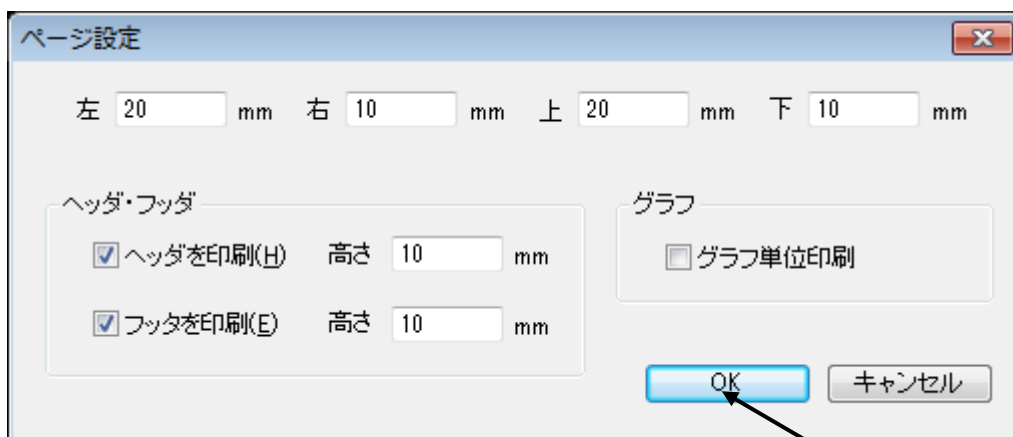 ページ設定
左 20 mm 右 10 mm 上 20 mm 下 10 mm
ヘッダ・フッダ
ヘッダを印刷(H) 高さ 10 mm
フッタを印刷(E) 高さ 10 mm
グラフ
グラフ単位印刷
OK キャンセル